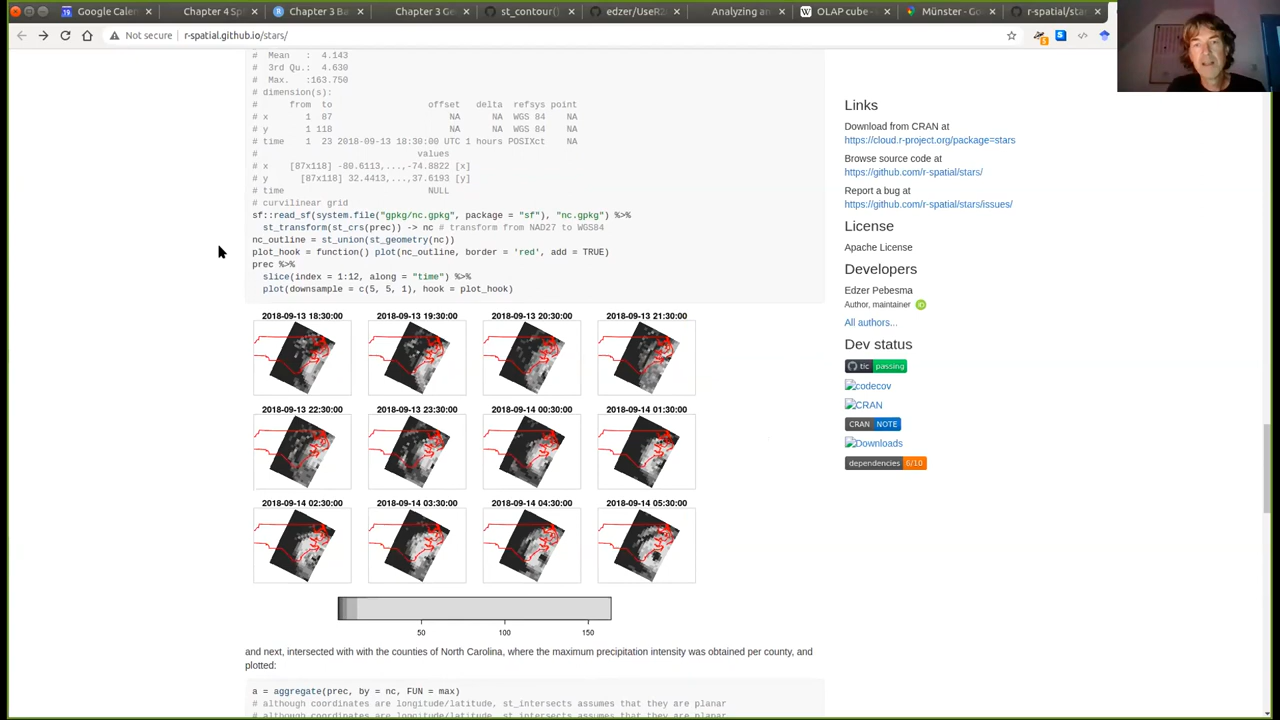 Google Calen
Chapter 4 Sp
Chapter 3 Ba
Chapter 3 Ge
st_contour()
edzer/UseR2
Analyzing an
OLAP cube -
Münster - Go
r-spatial/star
Not secure
r-spatial.github.io/stars/
# Mean : 4.143
# 3rd Qu.: 4.630
# Max. :163.750
# dimension(s):
# from to offset delta refsys point
# x 1 87 NA NA WGS 84 NA
# y 1 118 NA NA WGS 84 NA
# time 1 23 2018-09-13 18:30:00 UTC 1 hours POSIXct NA
# values
# x [87x118] -80.6113,...,-74.8822 [x]
# y [87x118] 32.4413,...,37.6193 [y]
# time NULL
# curvilinear grid
sf::read_sf(system.file("gpkg/nc.gpkg", package = "sf"), "nc.gpkg") %>%
st_transform(st_crs(prec)) -> nc # transform from NAD27 to WGS84
nc_outline = st_union(st_geometry(nc))
plot_hook = function() plot(nc_outline, border = 'red', add = TRUE)
prec %>%
slice(index = 1:12, along = "time") %>%
plot(downsample = c(5, 5, 1), hook = plot_hook)
2018-09-13 18:30:00
2018-09-13 19:30:00
2018-09-13 20:30:00
2018-09-13 21:30:00
2018-09-13 22:30:00
2018-09-13 23:30:00
2018-09-14 00:30:00
2018-09-14 01:30:00
2018-09-14 02:30:00
2018-09-14 03:30:00
2018-09-14 04:30:00
2018-09-14 05:30:00
50
100
150
and next, intersected with with the counties of North Carolina, where the maximum precipitation intensity was obtained per county, and
plotted:
a = aggregate(prec, by = nc, FUN = max)
# although coordinates are longitude/latitude, st_intersects assumes that they are planar
# although coordinates are longitude/latitude, st_intersects assumes that they are planar
Links
Download from CRAN at
https://cloud.r-project.org/package=stars
Browse source code at
https://github.com/r-spatial/stars/
Report a bug at
https://github.com/r-spatial/stars/issues/
License
Apache License
Developers
Edzer Pebesma
Author, maintainer
All authors...
Dev status
tic passing
codecov
CRAN
CRAN NOTE
Downloads
dependencies 6/10